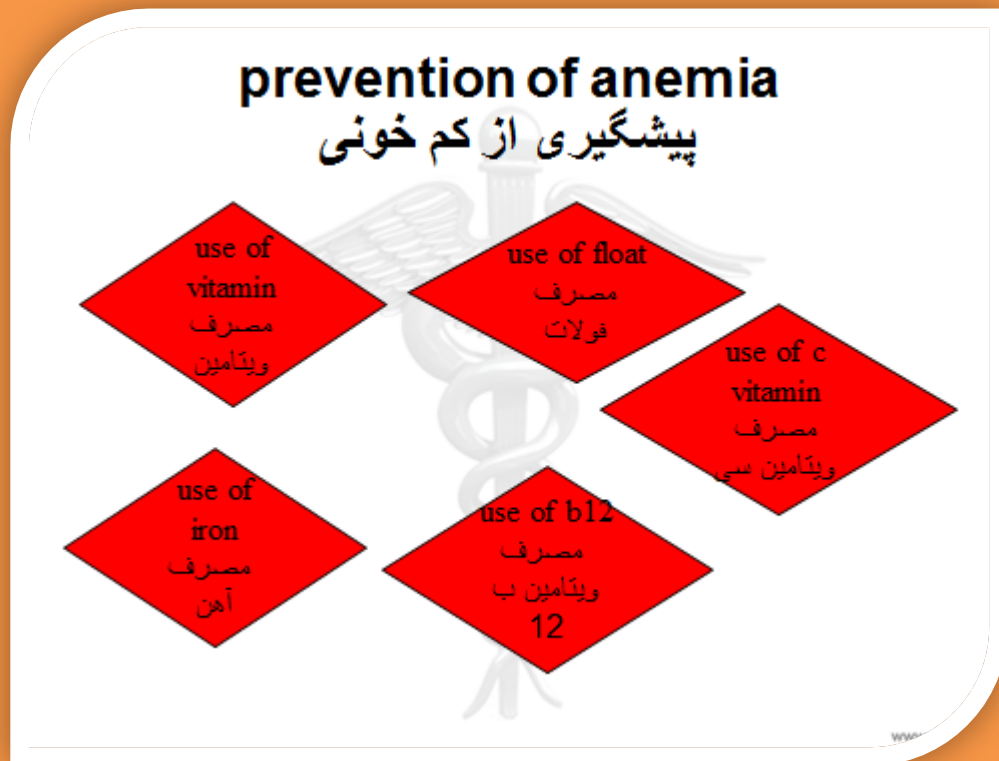 prevention of anemia
پیشگیری از کم خونی
use of
vitamin
مصرف
ویتامین
use of float
مصرف
فولات
use of c
vitamin
مصرف
ویتامین سی
use of
iron
مصرف
آهن
use of b12
مصرف
ویتامین ب
12